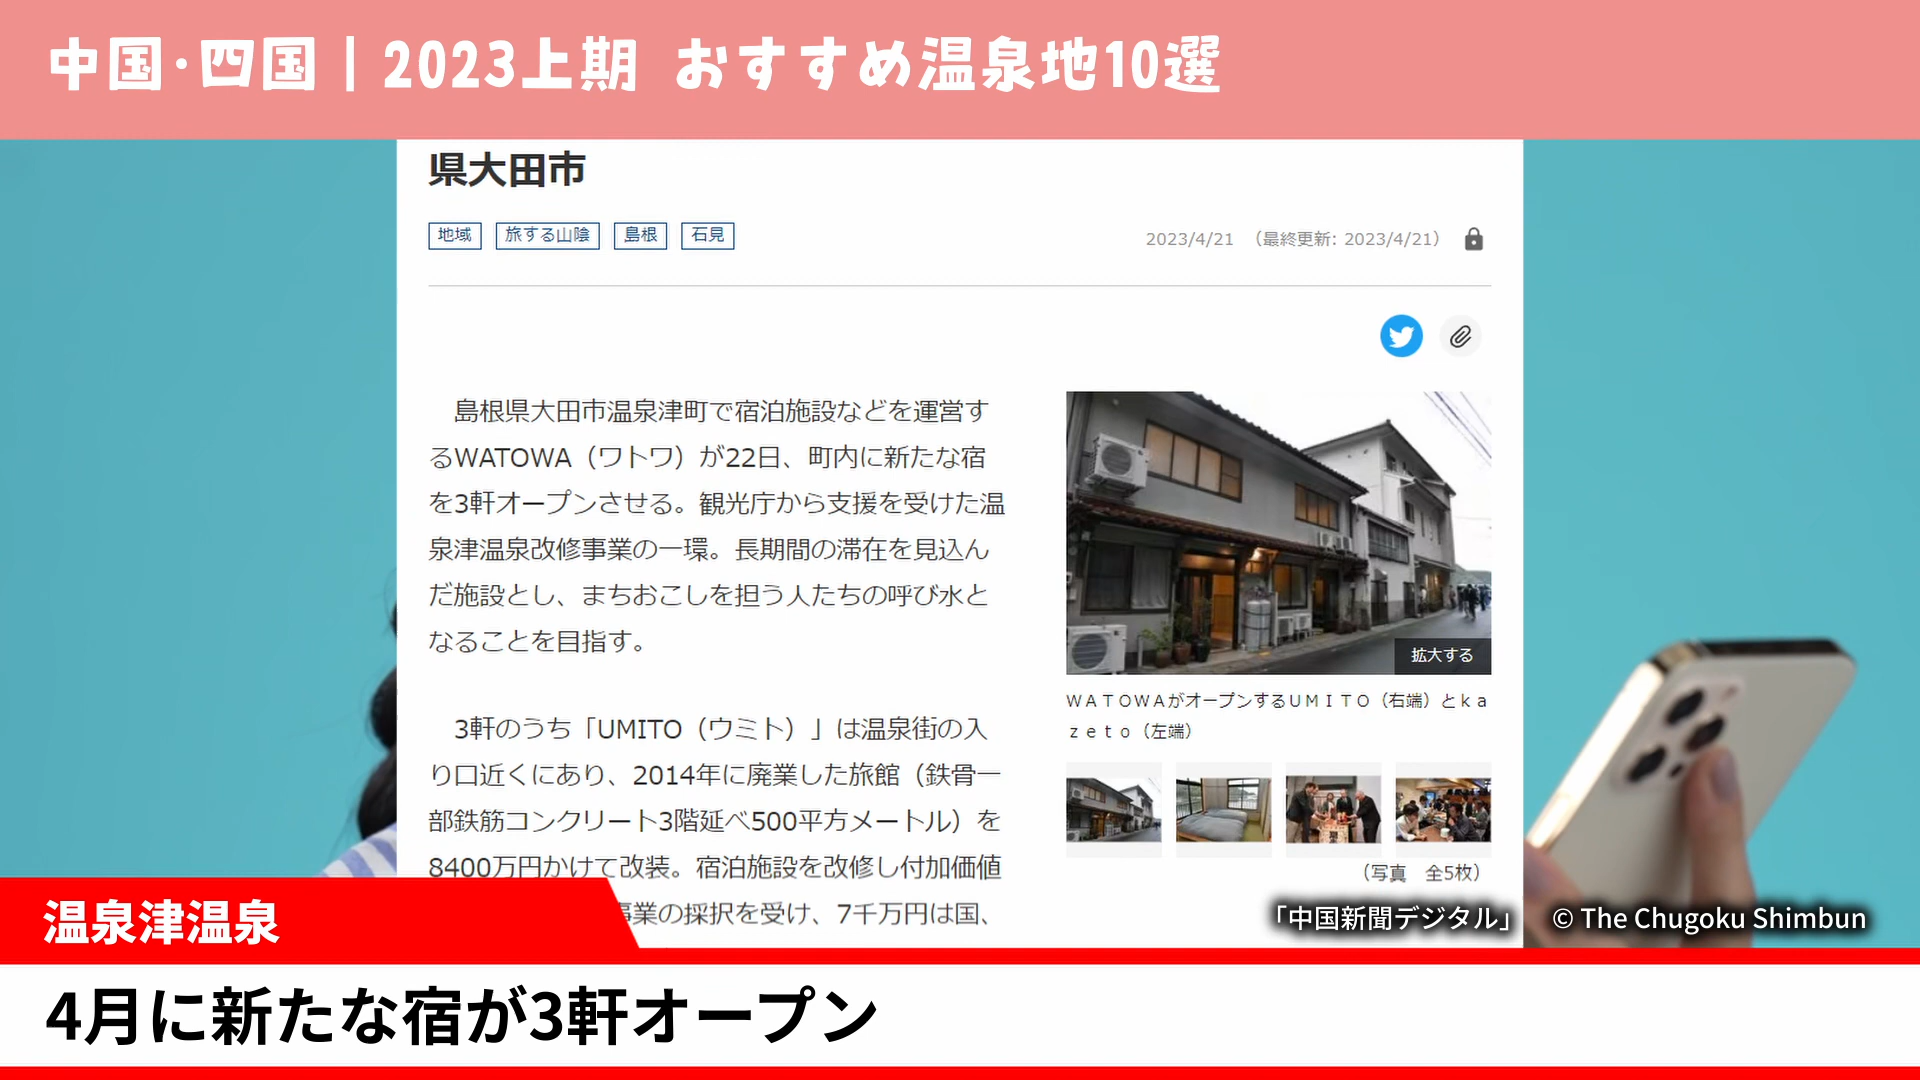 中国·四国｜2023上期 おすすめ温泉地10選
県大田市
地域 旅する山陰 島根 石見
2023/4/21 （最終更新: 2023/4/21）
島根県大田市温泉津町で宿泊施設などを運営す
るWATOWA（ワトワ）が22日、町内に新たな宿
を3軒オープンさせる。観光庁から支援を受けた温
泉津温泉改修事業の一環。長期間の滞在を見込ん
だ施設とし、まちおこしを担う人たちの呼び水と
なることを目指す。
3軒のうち「UMITO（ウミト）」は温泉街の入
り口近くにあり、2014年に廃業した旅館（鉄骨一
部鉄筋コンクリート3階延べ500平方メートル）を
8400万円かけて改装。宿泊施設を改修し付加価値
事業の採択を受け、7千万円は国、
拡大する
ＷＡＴＯＷＡがオープンするＵＭＩＴＯ（右端）とｋａ
ｚｅｔｏ（左端）
（写真　全5枚）
「中国新聞デジタル」 © The Chugoku Shimbun
温泉津温泉
4月に新たな宿が3軒オープン